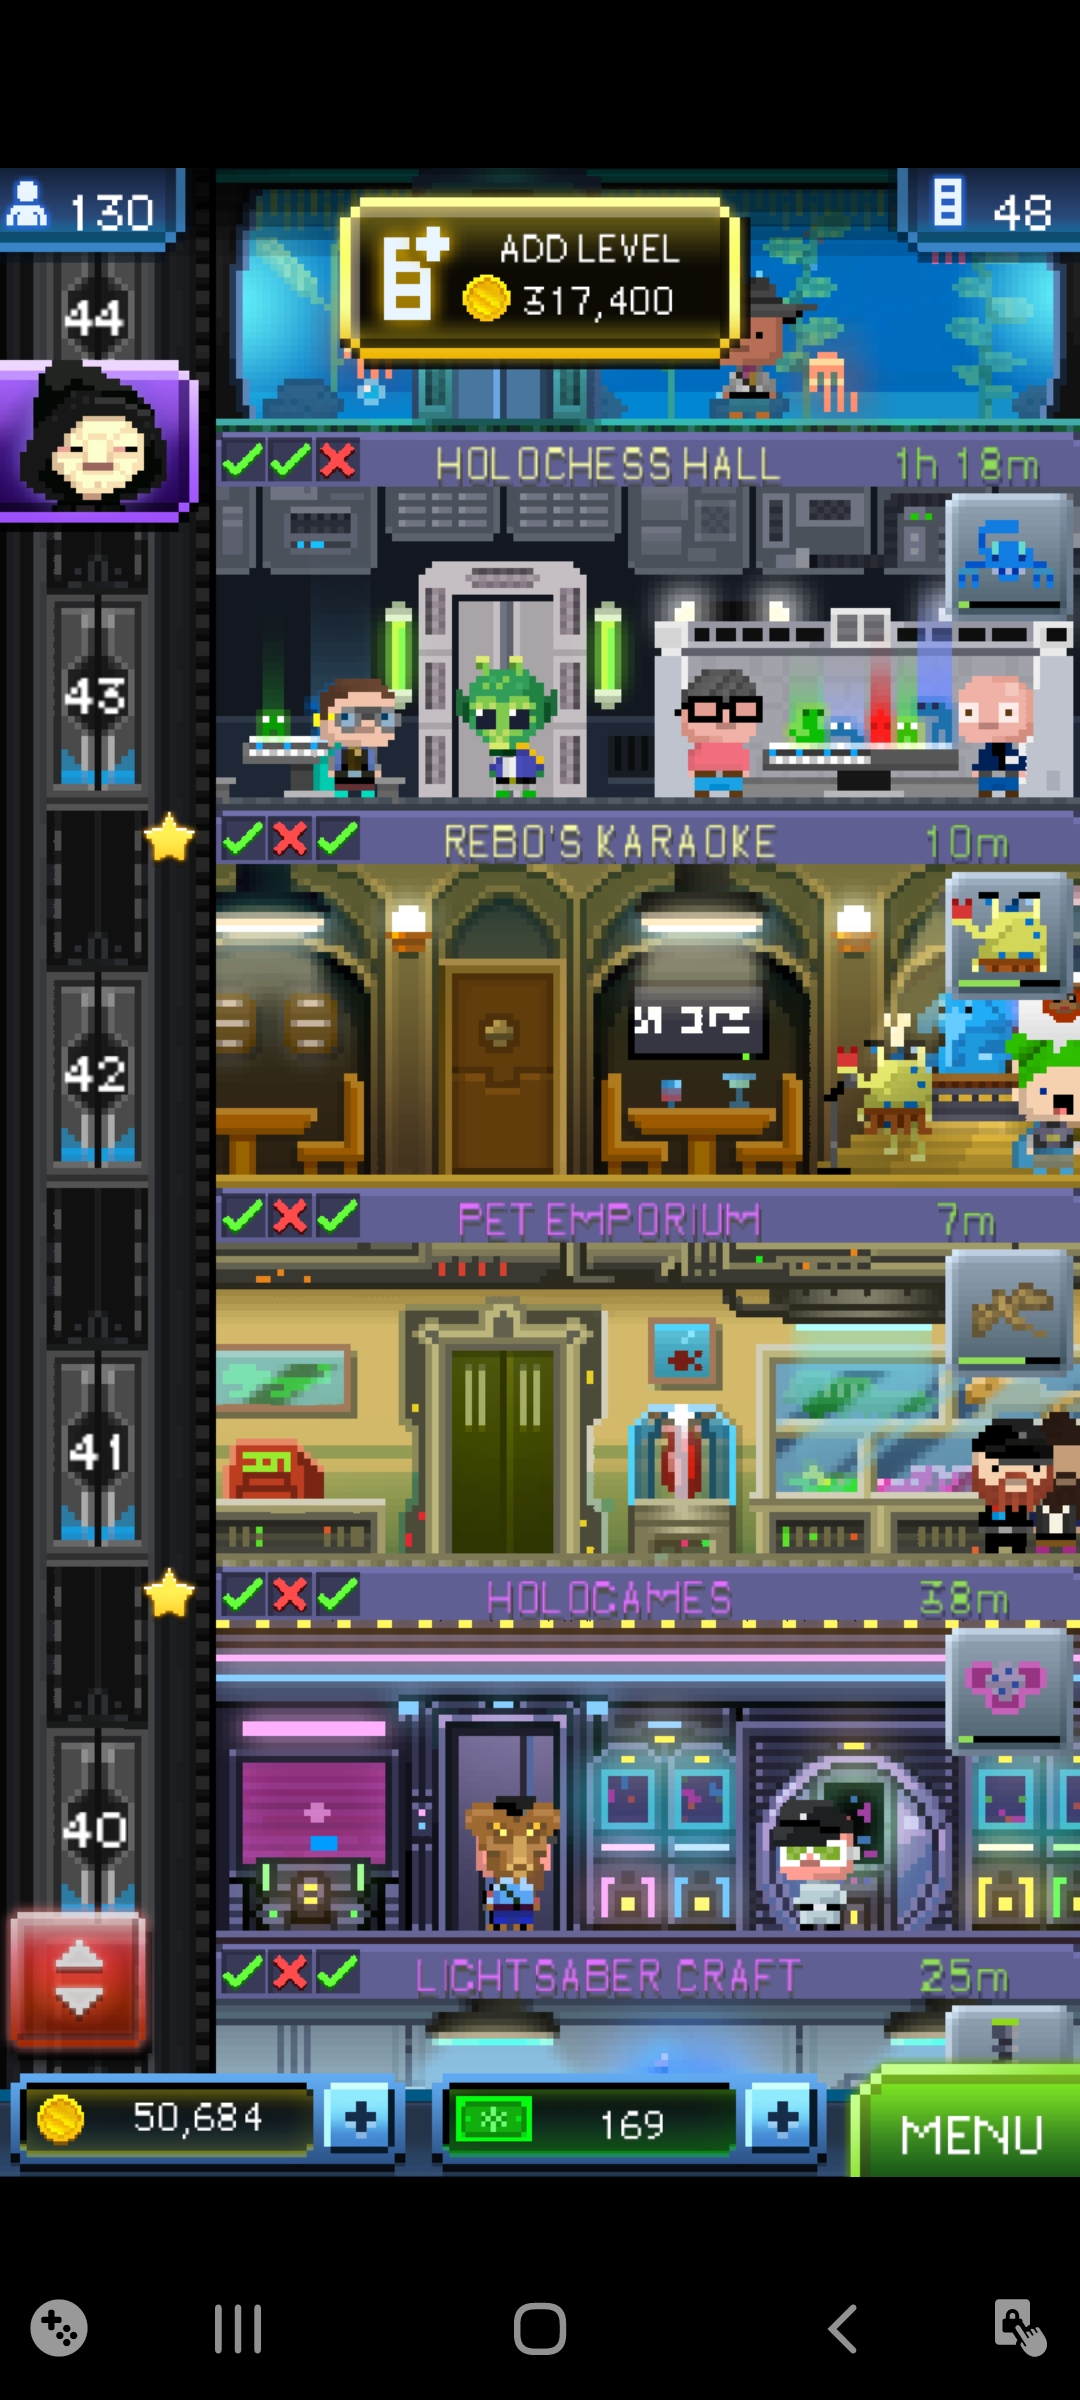 130
48
ADD LEVEL
317,400
44
HOLOCHESS HALL 1h 18m
43
REBO'S KARAOKE 10m
42
PET EMPORIUM 7m
41
HOLOGAMES 38m
40
LIGHTSABER CRAFT 25m
50,684
169
MENU